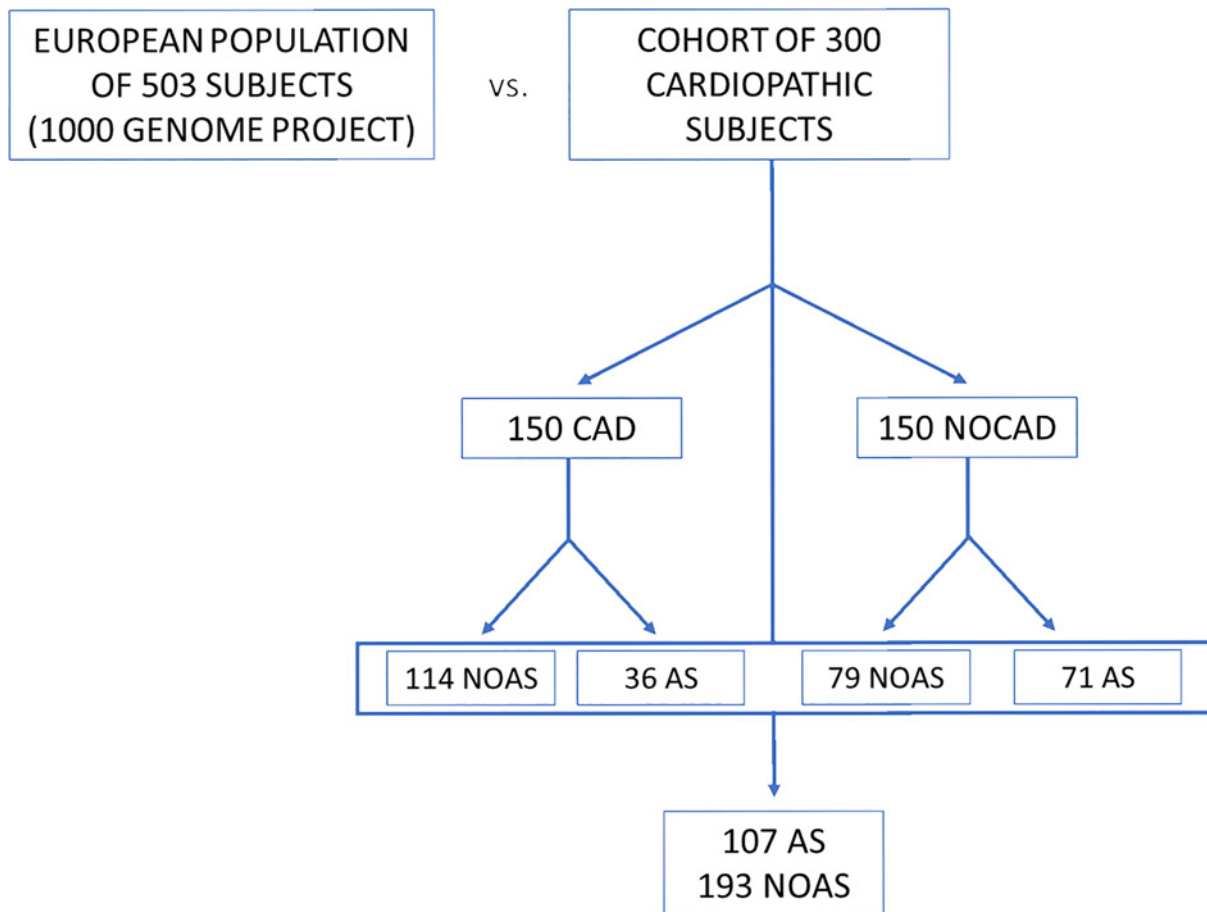 EUROPEAN POPULATION
OF 503 SUBJECTS
(1000 GENOME PROJECT)
vs.
COHORT OF 300
CARDIOPATHIC
SUBJECTS
150 CAD
150 NOCAD
114 NOAS
36 AS
79 NOAS
71 AS
107 AS
193 NOAS